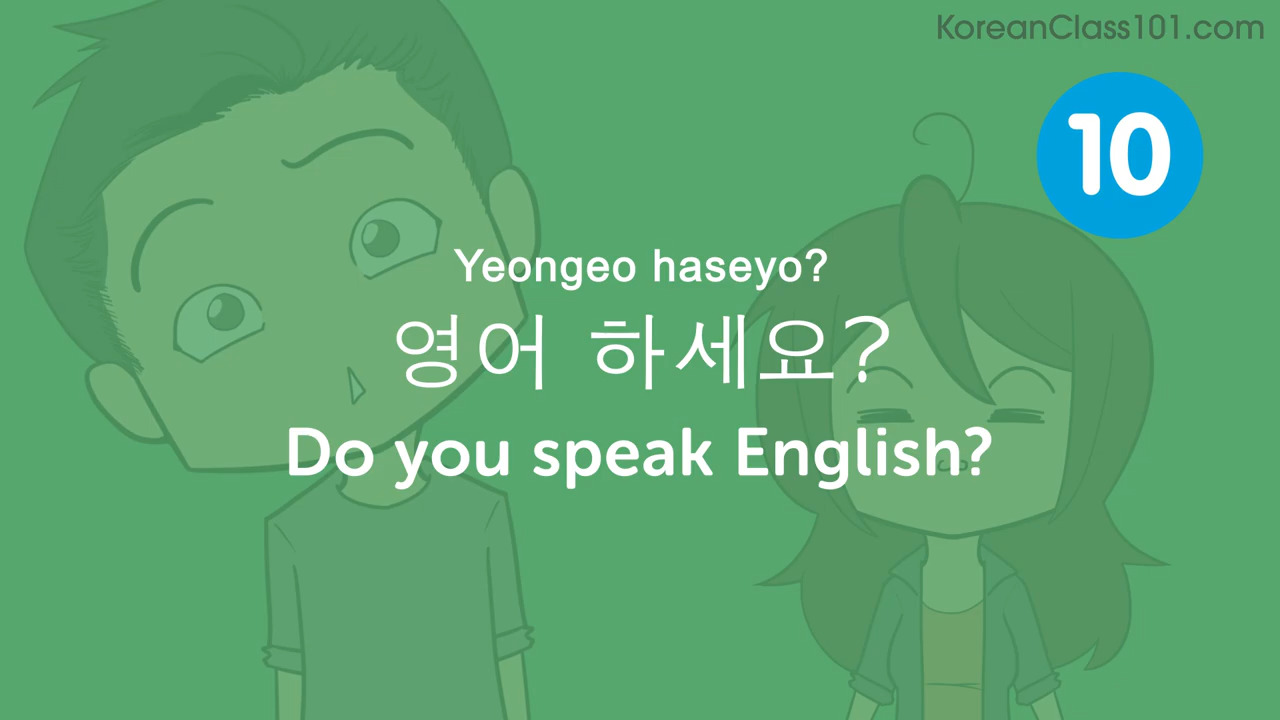 KoreanClass101.com
10
Yeongeo haseyo?
영어 하세요?
Do you speak English?